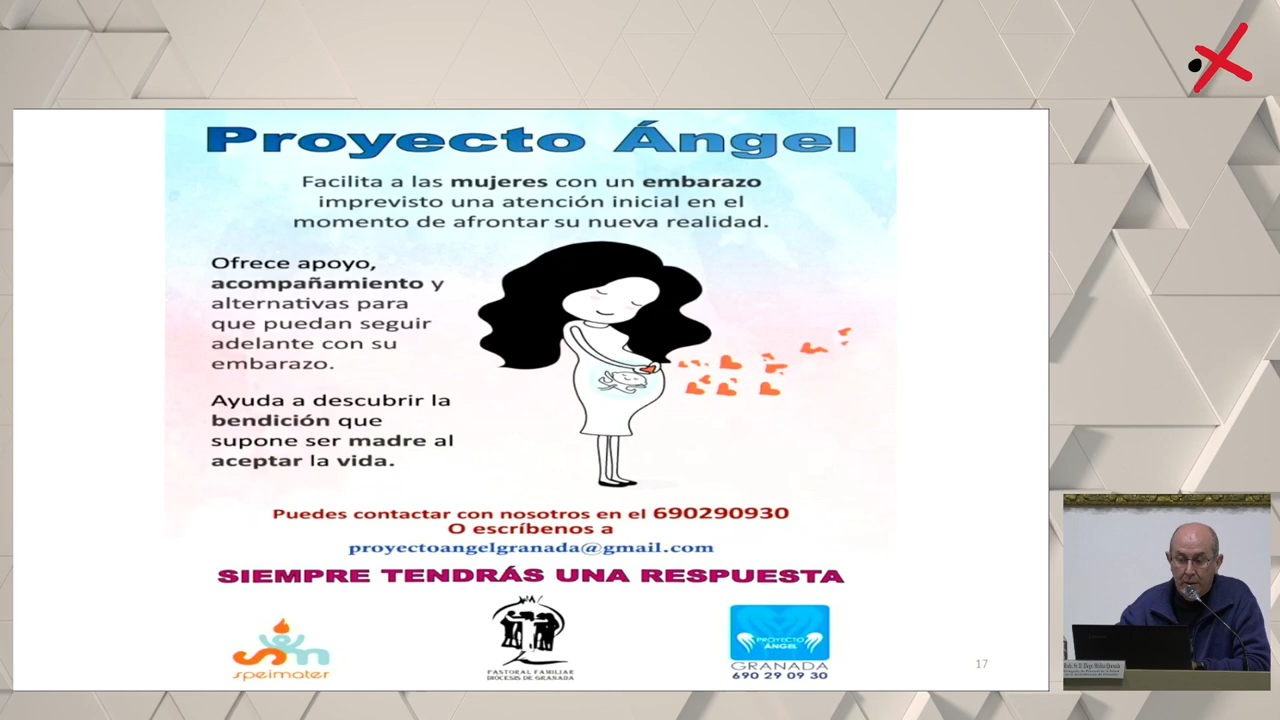 Proyecto Ángel
Facilita a las mujeres con un embarazo
imprevisto una atención inicial en el
momento de afrontar su nueva realidad.
Ofrece apoyo,
acompañamiento y
alternativas para
que puedan seguir
adelante con su
embarazo.
Ayuda a descubrir la
bendición que
supone ser madre al
aceptar la vida.
Puedes contactar con nosotros en el 690290930
O escríbenos a
proyectoangelgranada@gmail.com
SIEMPRE TENDRÁS UNA RESPUESTA
speimater
PASTORAL FAMILIAR
DIÓCESIS DE GRANADA
PROYECTO
ÁNGEL
GRANADA
690 29 09 30
17